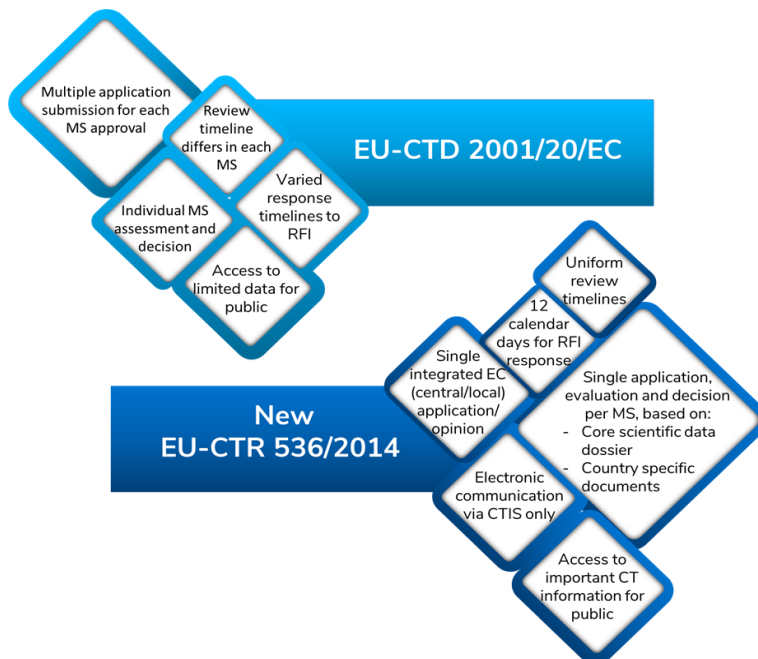 Multiple application
submission for each
MS approval
Review
timeline
differs in each
MS
EU-CTD 2001/20/EC
Individual MS
assessment and
decision
Varied
response
timelines to
RFI
Access to
limited data for
public
Uniform
review
timelines
12
calendar
days for RFI
response
Single
integrated EC
(central/local)
application/
opinion
Single application,
evaluation and decision
per MS, based on:
- Core scientific data
dossier
- Country specific
documents
New
EU-CTR 536/2014
Electronic
communication
via CTIS only
Access to
important CT
information for
public